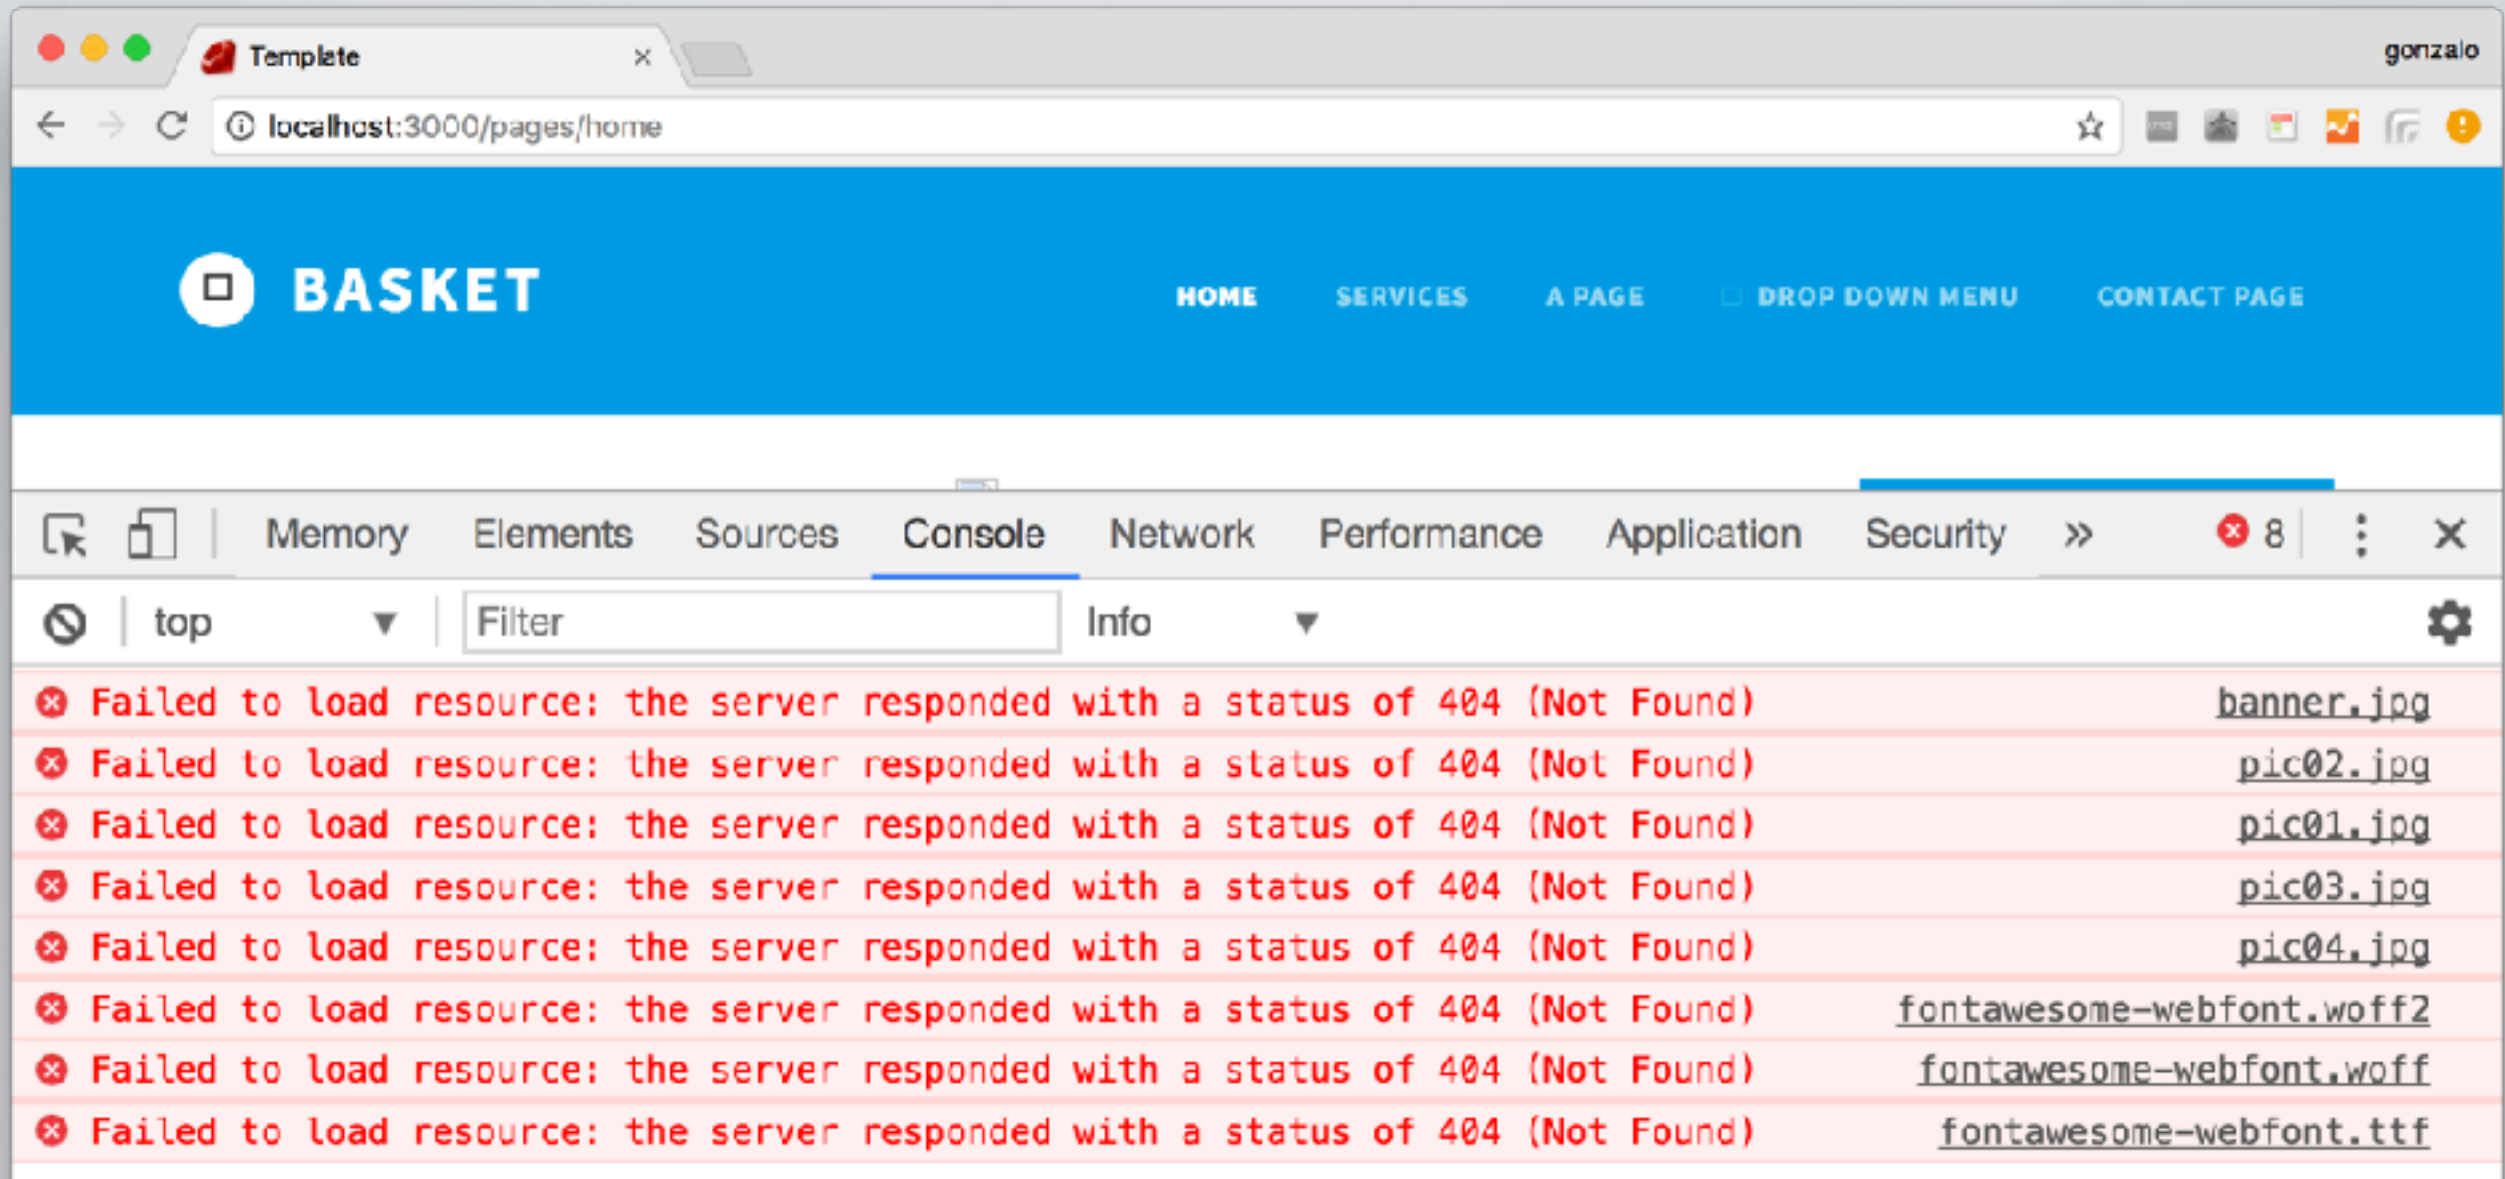 Template
gonzalo
localhost:3000/pages/home
BASKET
HOME SERVICES A PAGE DROP DOWN MENU CONTACT PAGE
Memory Elements Sources Console Network Performance Application Security » 8
top Filter Info
Failed to load resource: the server responded with a status of 404 (Not Found) banner.jpg
Failed to load resource: the server responded with a status of 404 (Not Found) pic02.jpg
Failed to load resource: the server responded with a status of 404 (Not Found) pic01.jpg
Failed to load resource: the server responded with a status of 404 (Not Found) pic03.jpg
Failed to load resource: the server responded with a status of 404 (Not Found) pic04.jpg
Failed to load resource: the server responded with a status of 404 (Not Found) fontawesome-webfont.woff2
Failed to load resource: the server responded with a status of 404 (Not Found) fontawesome-webfont.woff
Failed to load resource: the server responded with a status of 404 (Not Found) fontawesome-webfont.ttf